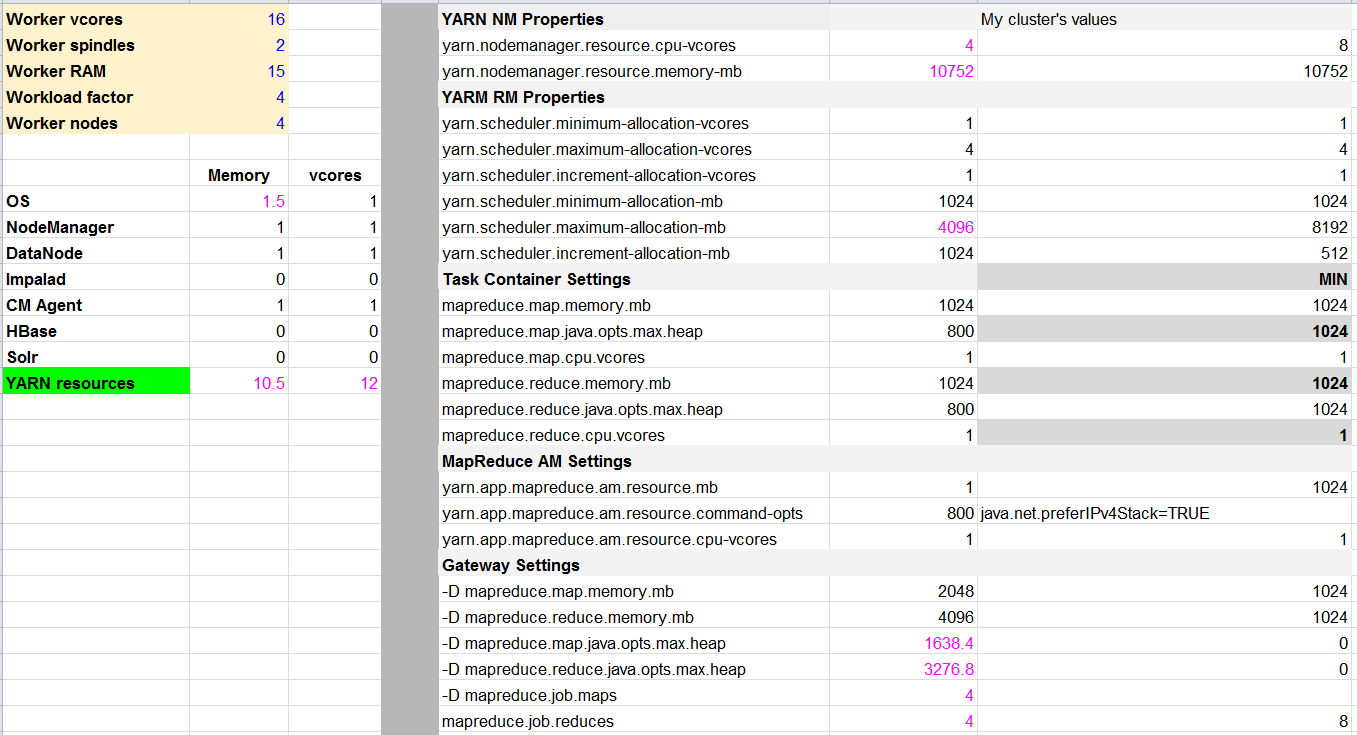 Worker vcores 16
Worker spindles 2
Worker RAM 15
Workload factor 4
Worker nodes 4
Memory vcores
OS 1.5 1
NodeManager 1 1
DataNode 1 1
Impalad 0 0
CM Agent 1 1
HBase 0 0
Solr 0 0
YARN resources 10.5 12
YARN NM Properties My cluster's values
yarn.nodemanager.resource.cpu-vcores 4 8
yarn.nodemanager.resource.memory-mb 10752 10752
YARM RM Properties
yarn.scheduler.minimum-allocation-vcores 1 1
yarn.scheduler.maximum-allocation-vcores 4 4
yarn.scheduler.increment-allocation-vcores 1 1
yarn.scheduler.minimum-allocation-mb 1024 1024
yarn.scheduler.maximum-allocation-mb 4096 8192
yarn.scheduler.increment-allocation-mb 1024 512
Task Container Settings MIN
mapreduce.map.memory.mb 1024 1024
mapreduce.map.java.opts.max.heap 800 1024
mapreduce.map.cpu.vcores 1 1
mapreduce.reduce.memory.mb 1024 1024
mapreduce.reduce.java.opts.max.heap 800 1024
mapreduce.reduce.cpu.vcores 1 1
MapReduce AM Settings
yarn.app.mapreduce.am.resource.mb 1 1024
yarn.app.mapreduce.am.resource.command-opts 800 java.net.preferIPv4Stack=TRUE
yarn.app.mapreduce.am.resource.cpu-vcores 1 1
Gateway Settings
-D mapreduce.map.memory.mb 2048 1024
-D mapreduce.reduce.memory.mb 4096 1024
-D mapreduce.map.java.opts.max.heap 1638.4 0
-D mapreduce.reduce.java.opts.max.heap 3276.8 0
-D mapreduce.job.maps 4
mapreduce.job.reduces 4 8